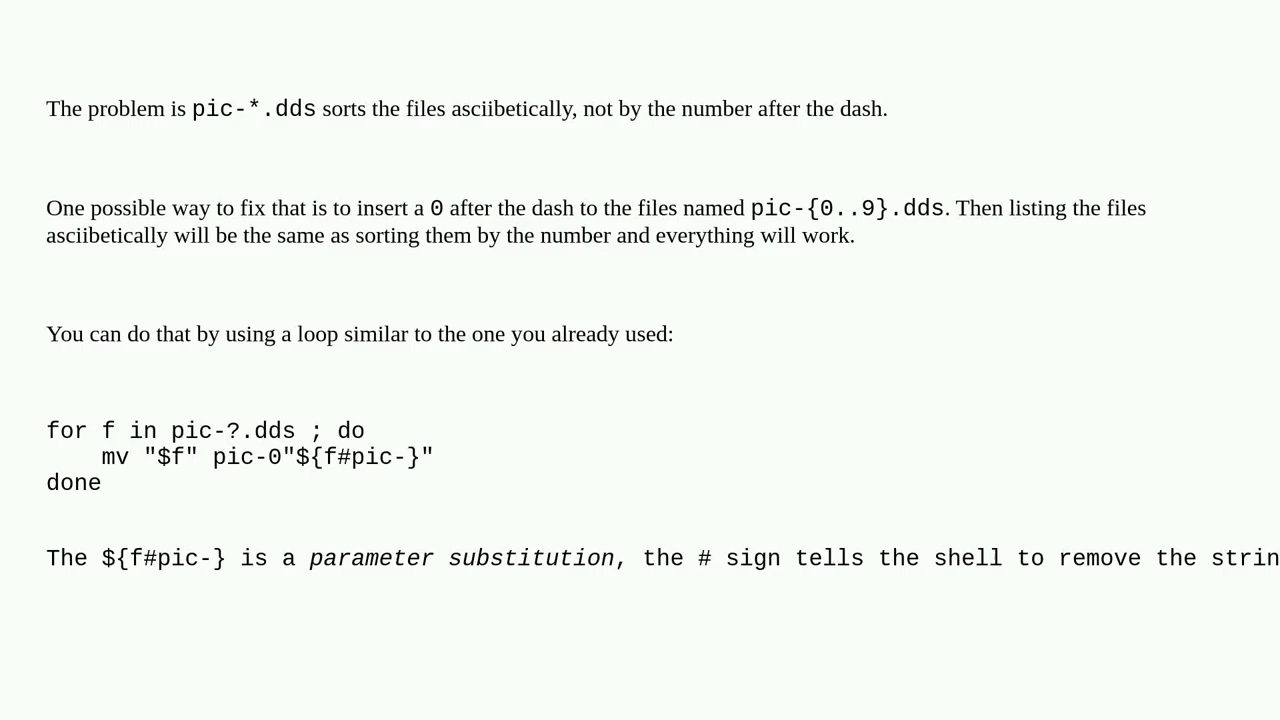 The problem is pic-*.dds sorts the files asciibetically, not by the number after the dash.
One possible way to fix that is to insert a 0 after the dash to the files named pic-{0..9}.dds. Then listing the files
asciibetically will be the same as sorting them by the number and everything will work.
You can do that by using a loop similar to the one you already used:
for f in pic-?.dds ; do
    mv "$f" pic-0"${f#pic-}"
done
The ${f#pic-} is a parameter substitution, the # sign tells the shell to remove the